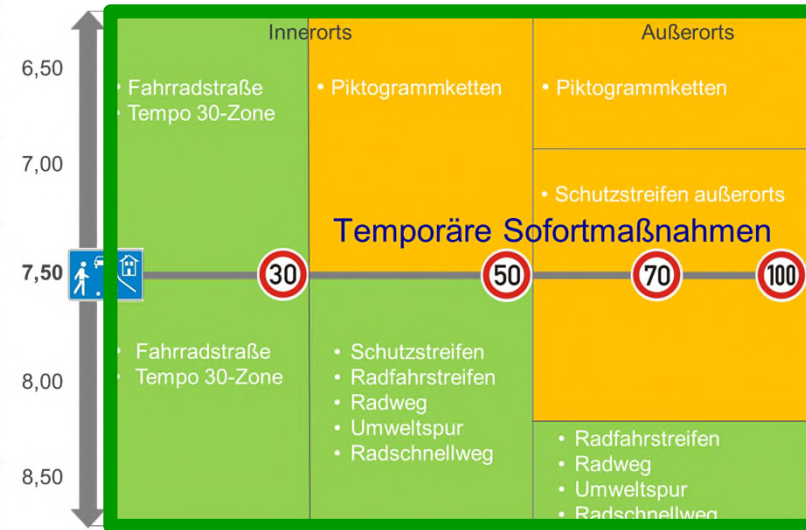 Innerorts
Außerorts
6,50
• Fahrradstraße
• Tempo 30-Zone
• Piktogrammketten
• Piktogrammketten
7,00
• Schutzstreifen außerorts
Temporäre Sofortmaßnahmen
7,50
30
50
70
100
• Fahrradstraße
• Tempo 30-Zone
• Schutzstreifen
• Radfahrstreifen
• Radweg
• Umweltspur
• Radschnellweg
8,00
8,50
• Radfahrstreifen
• Radweg
• Umweltspur
• Radschnellweg